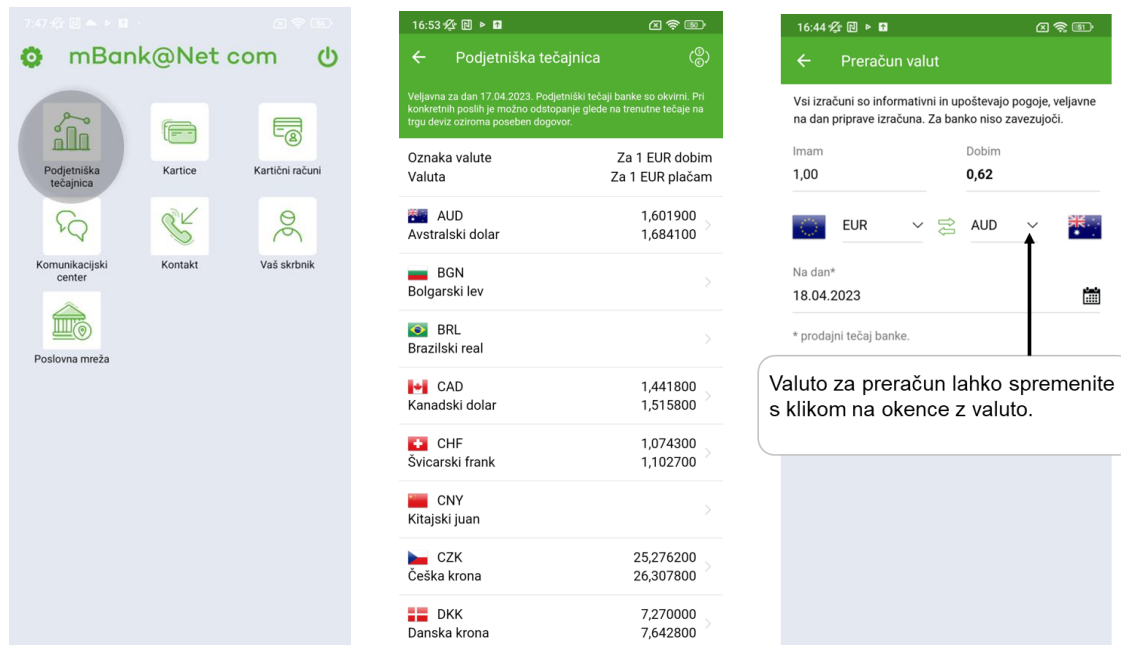 7:47
56
mBank@Net com
Podjetniška
tečajnica
Kartice
Kartični računi
Komunikacijski
center
Kontakt
Vaš skrbnik
Poslovna mreža
16:53
50
Podjetniška tečajnica
Veljavna za dan 17.04.2023. Podjetniški tečaji banke so okvirni. Pri
konkretnih poslih je možno odstopanje glede na trenutne tečaje na
trgu deviz oziroma poseben dogovor.
Oznaka valute Za 1 EUR dobim
Valuta Za 1 EUR plačam
AUD 1,601900
Avstralski dolar 1,684100
BGN
Bolgarski lev
BRL
Brazilski real
CAD 1,441800
Kanadski dolar 1,515800
CHF 1,074300
Švicarski frank 1,102700
CNY
Kitajski juan
CZK 25,276200
Češka krona 26,307800
DKK 7,270000
Danska krona 7,642800
16:44
51
Preračun valut
Vsi izračuni so informativni in upoštevajo pogoje, veljavne
na dan priprave izračuna. Za banko niso zavezujoči.
Imam Dobim
1,00 0,62
EUR AUD
Na dan*
18.04.2023
* prodajni tečaj banke.
Valuto za preračun lahko spremenite
s klikom na okence z valuto.